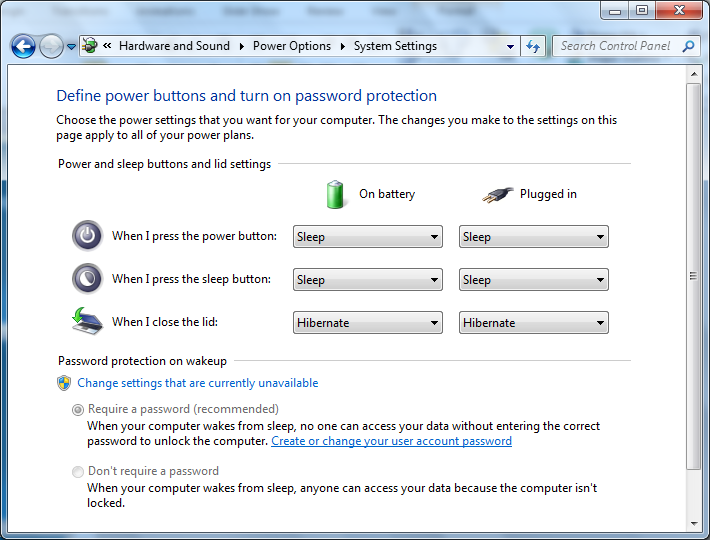 « Hardware and Sound ▸ Power Options ▸ System Settings
Search Control Panel
Define power buttons and turn on password protection
Choose the power settings that you want for your computer. The changes you make to the settings on this
page apply to all of your power plans.
Power and sleep buttons and lid settings
On battery Plugged in
When I press the power button: Sleep Sleep
When I press the sleep button: Sleep Sleep
When I close the lid: Hibernate Hibernate
Password protection on wakeup
Change settings that are currently unavailable
Require a password (recommended)
When your computer wakes from sleep, no one can access your data without entering the correct
password to unlock the computer. Create or change your user account password
Don't require a password
When your computer wakes from sleep, anyone can access your data because the computer isn't
locked.